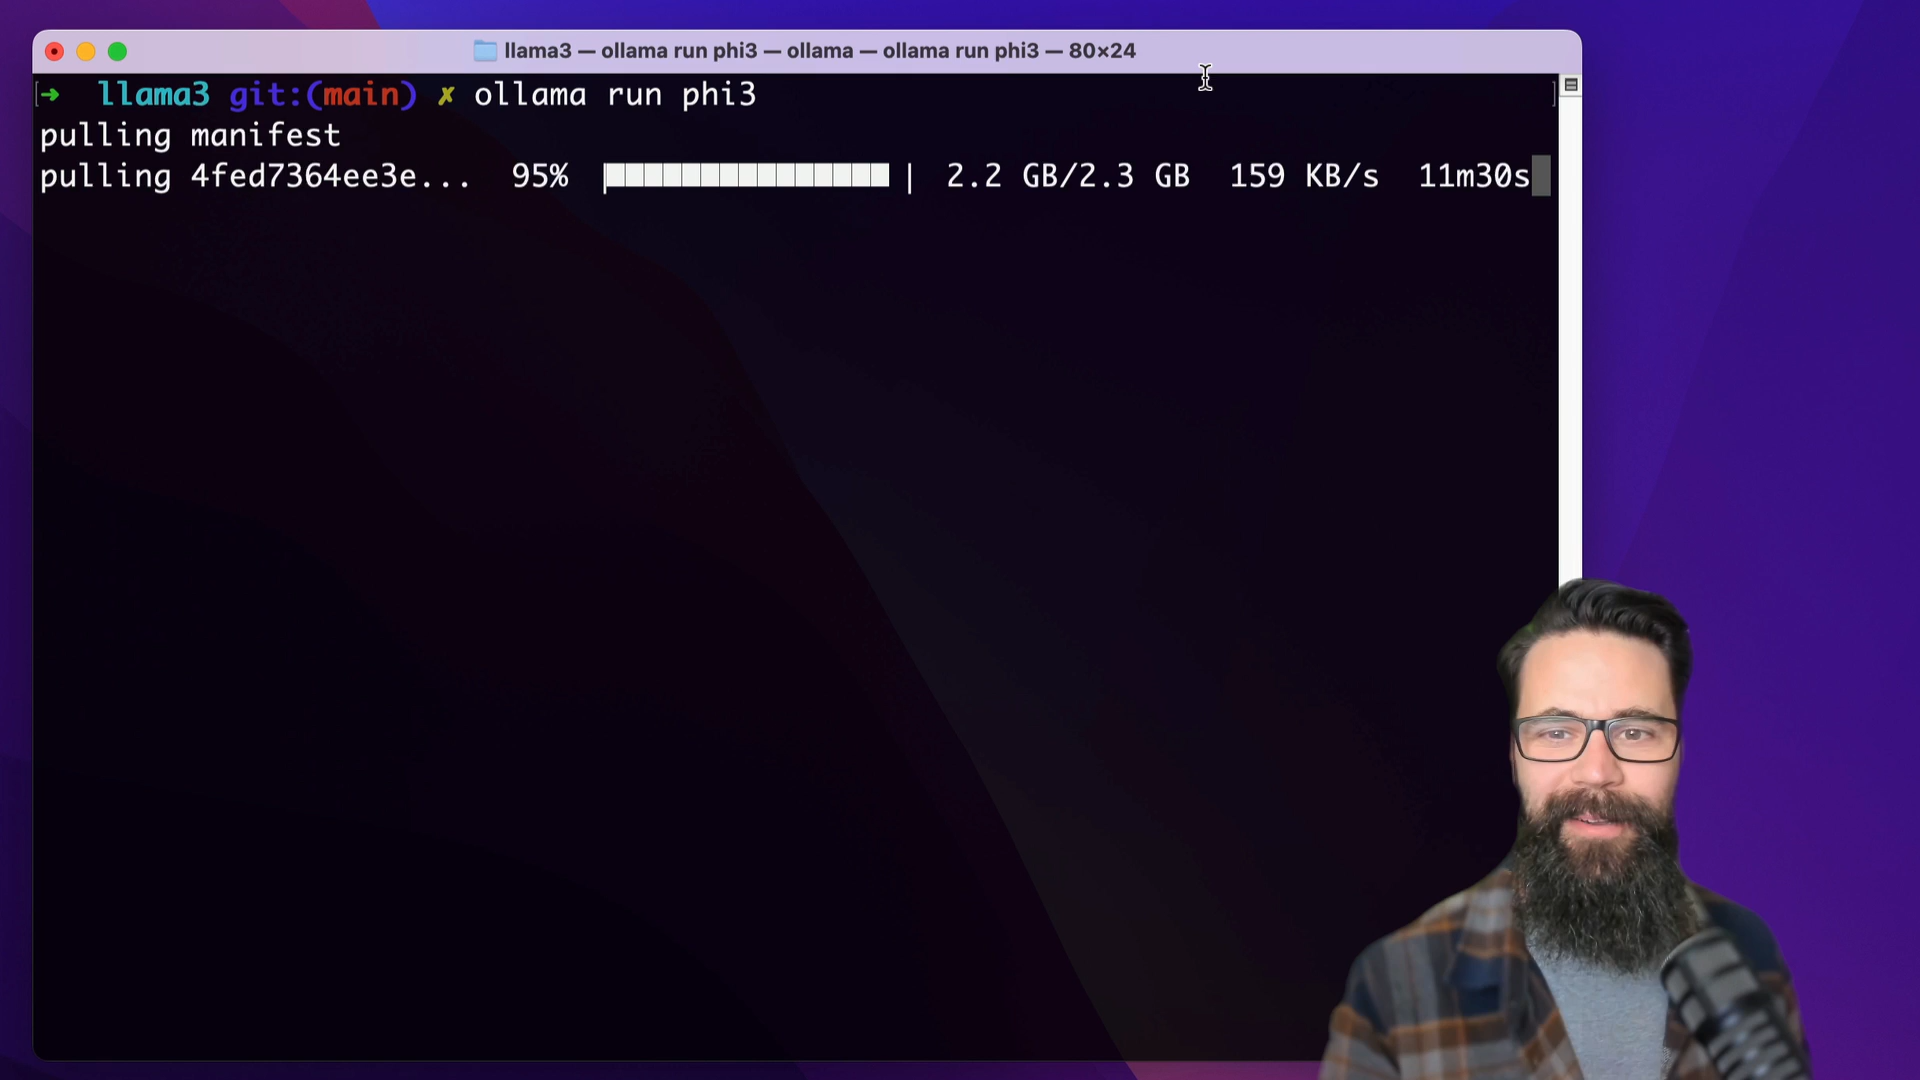 llama3 — ollama run phi3 — ollama — ollama run phi3 — 80×24
➜ llama3 git:(main) ✗ ollama run phi3
pulling manifest
pulling 4fed7364ee3e... 95% | 2.2 GB/2.3 GB 159 KB/s 11m30s